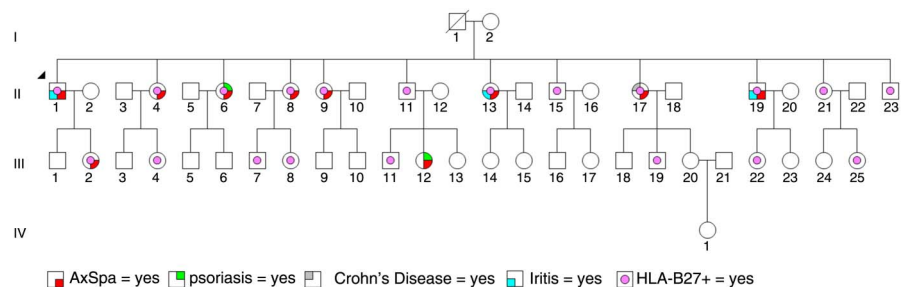 I
1 2
II
1 2 3 4 5 6 7 8 9 10 11 12 13 14 15 16 17 18 19 20 21 22 23
III
1 2 3 4 5 6 7 8 9 10 11 12 13 14 15 16 17 18 19 20 21 22 23 24 25
IV
1
AxSpa = yes psoriasis = yes Crohn's Disease = yes Iritis = yes HLA-B27+ = yes